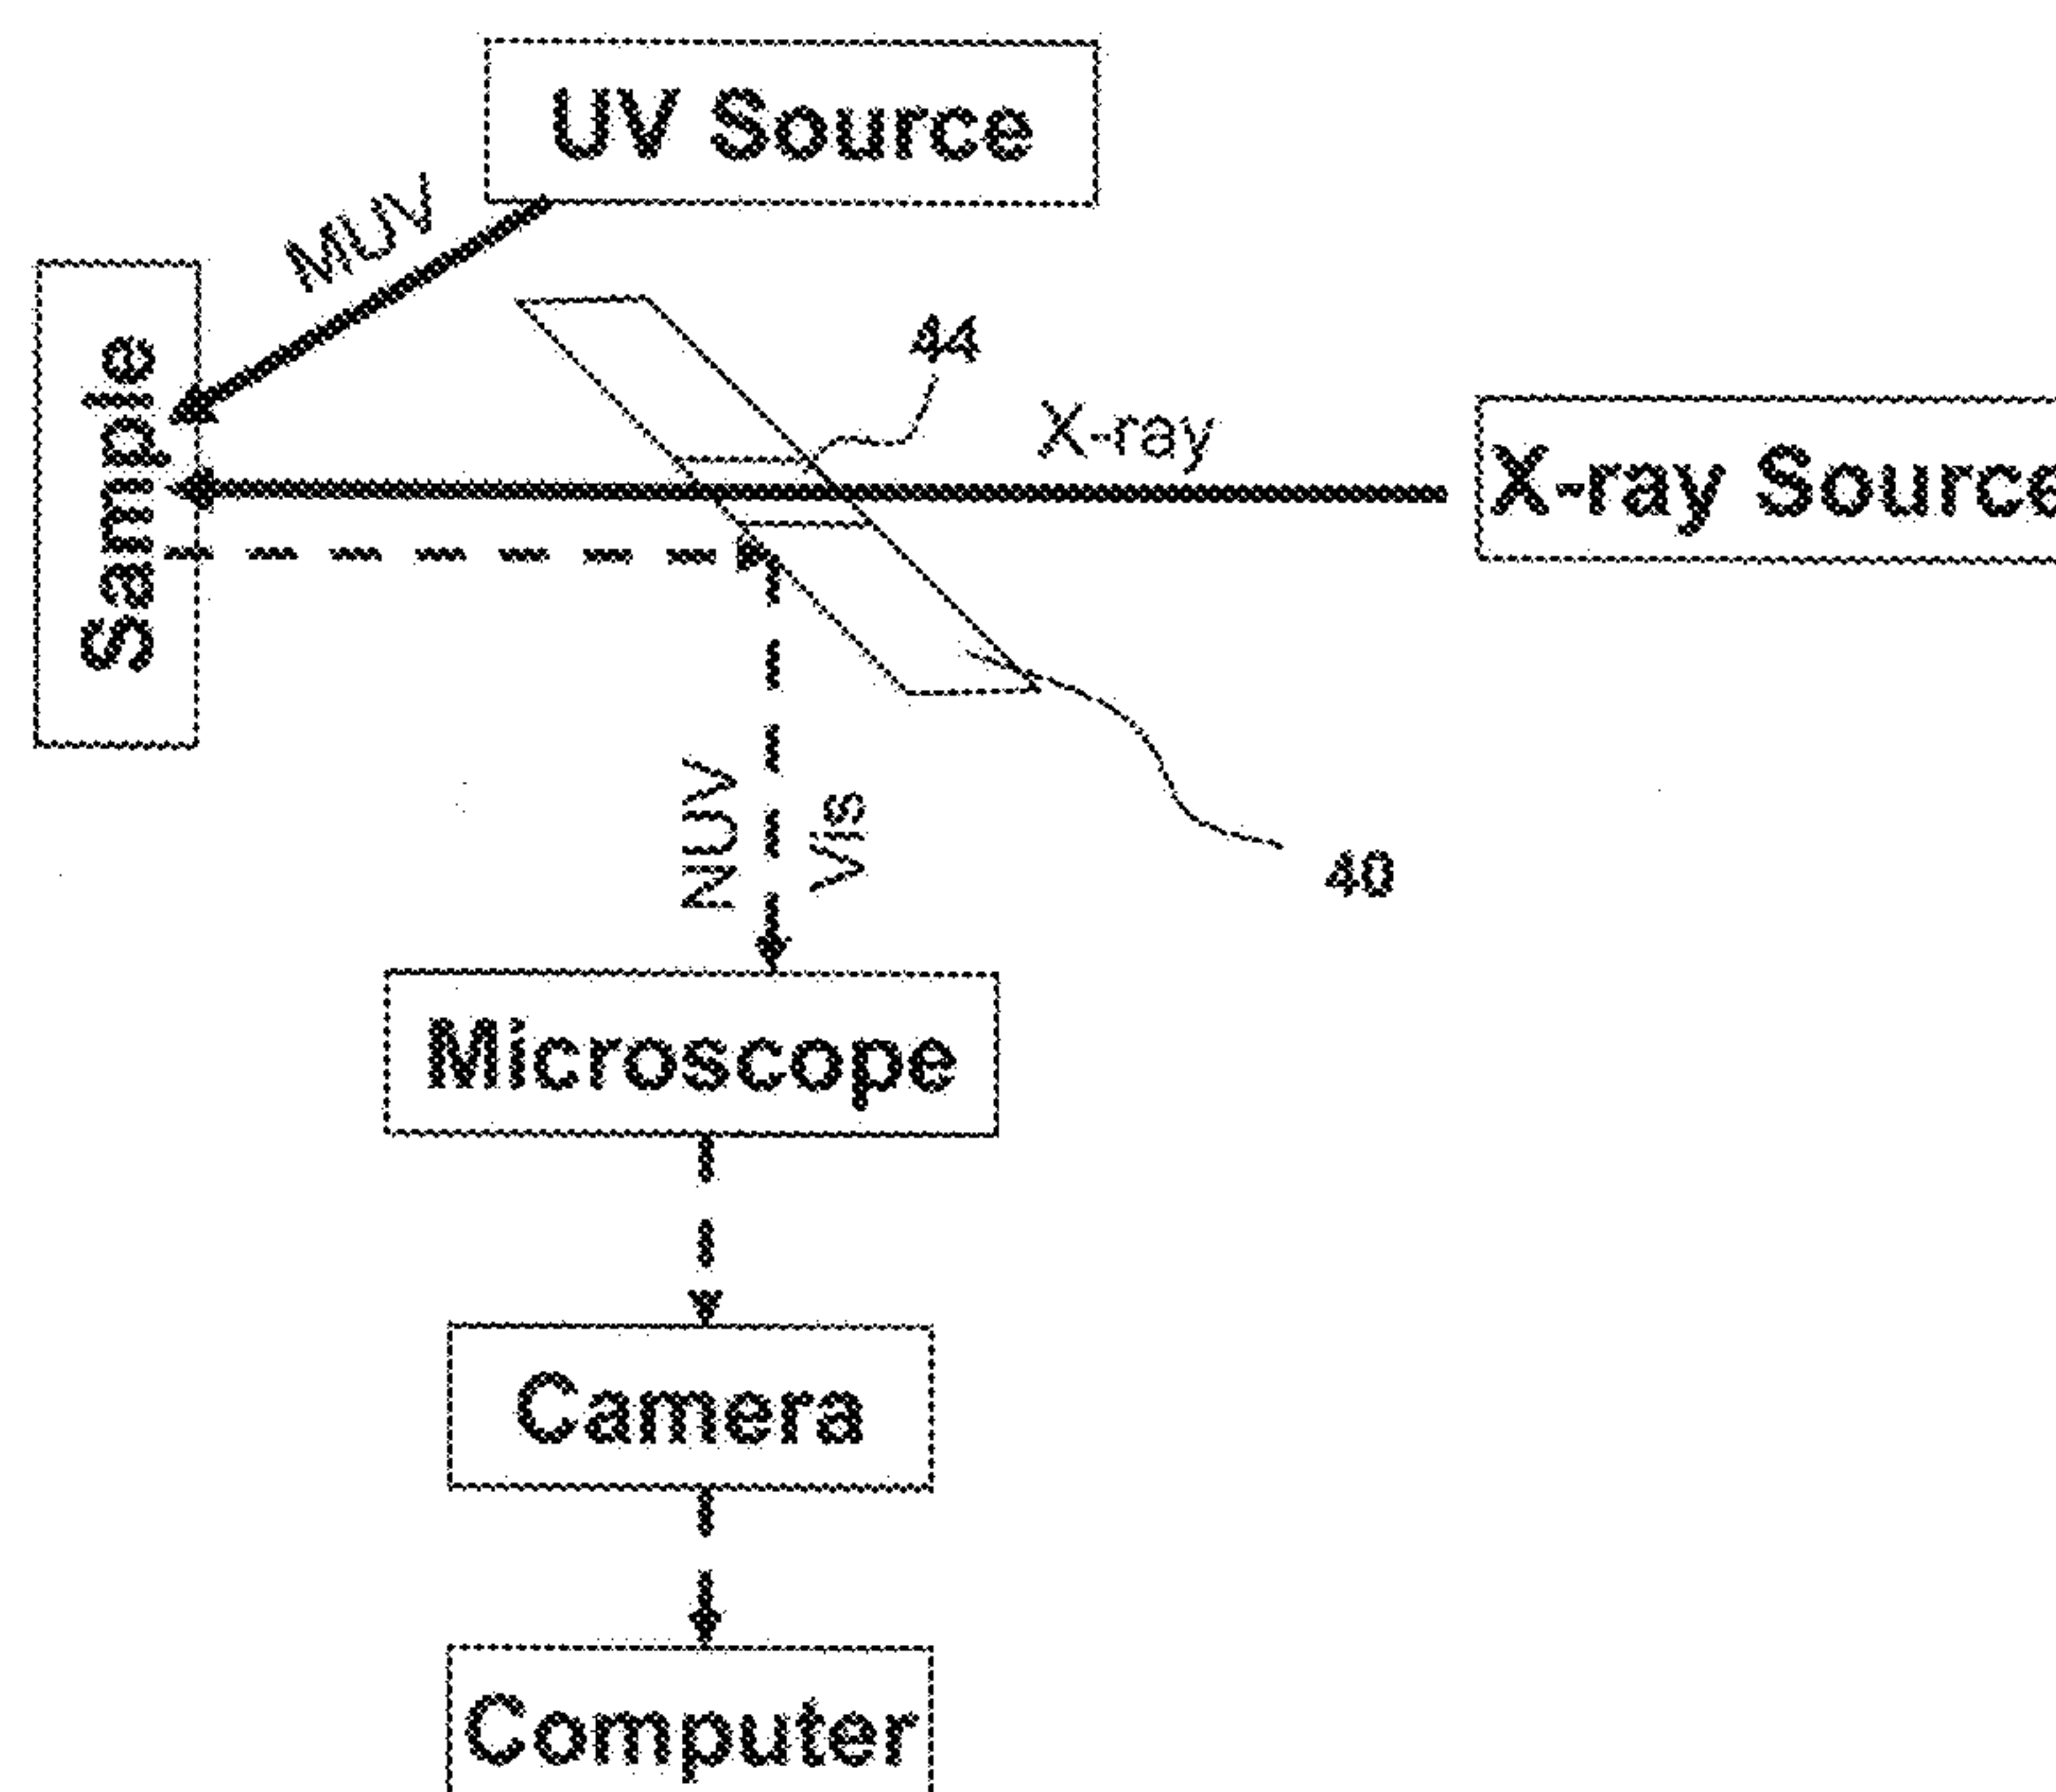 UV Source
MUV
Sample
44
X-ray
X-ray Source
NUV
Vis
40
Microscope
Camera
Computer